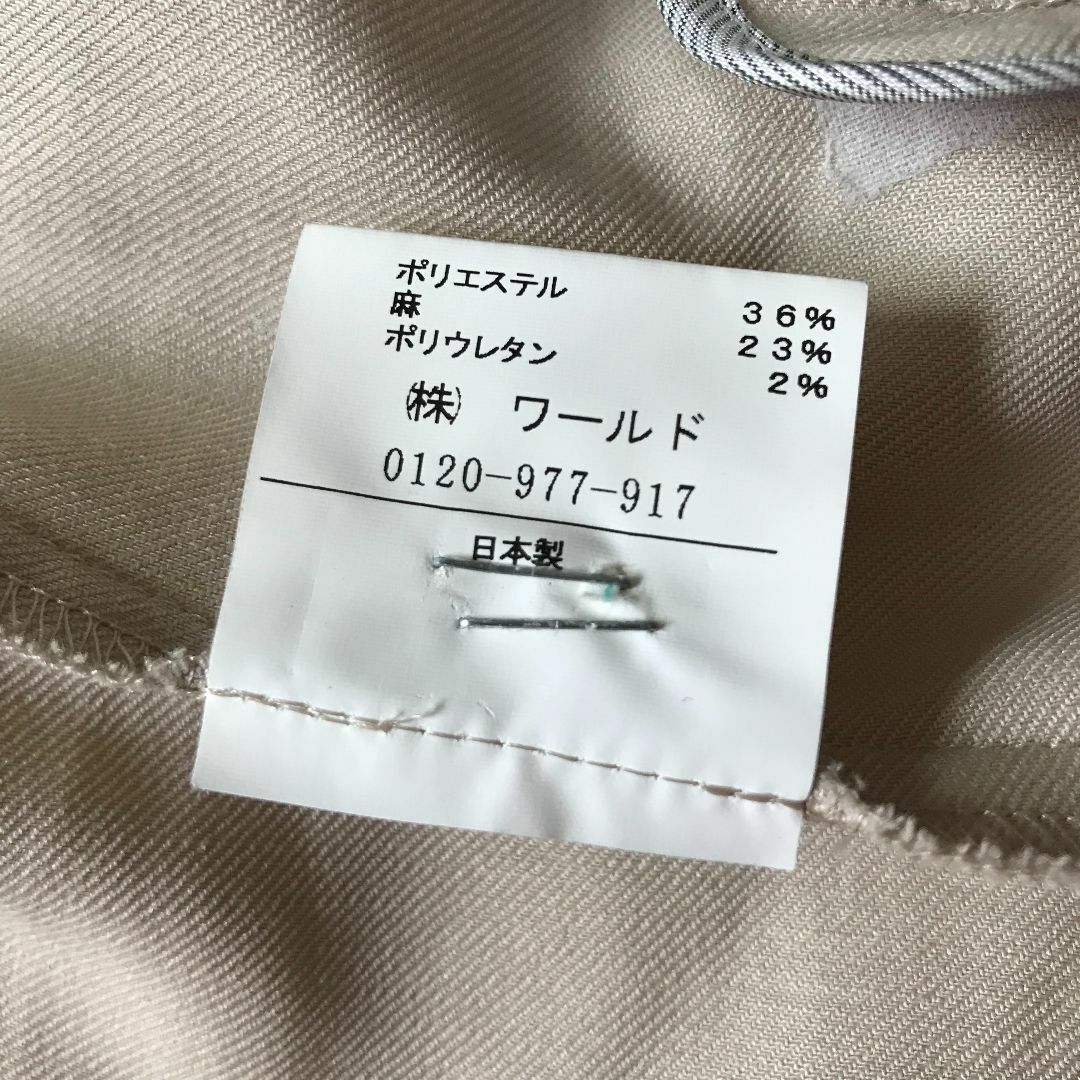 ポリエステル ３６％
麻 ２３％
ポリウレタン ２％
㈱ ワールド
0120-977-917
日本製